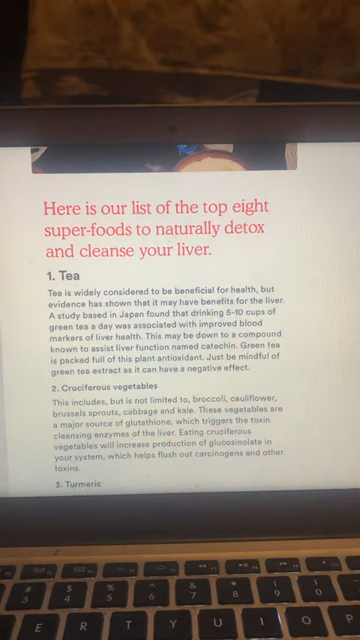 Here is our list of the top eight
super-foods to naturally detox
and cleanse your liver.
1. Tea
Tea is widely considered to be beneficial for health, but
evidence has shown that it may have benefits for the liver.
A study based in Japan found that drinking 5-10 cups of
green tea a day was associated with improved blood
markers of liver health. This may be down to a compound
known to assist liver function named catechin. Green tea
is packed full of this plant antioxidant. Just be mindful of
green tea extract as it can have a negative effect.
2. Cruciferous vegetables
This includes, but is not limited to, broccoli, cauliflower,
brussels sprouts, cabbage and kale. These vegetables are
a major source of glutathione, which triggers the toxin
cleansing enzymes of the liver. Eating cruciferous
vegetables will increase production of glucosinolate in
your system, which helps flush out carcinogens and other
toxins.
3. Turmeric
# $ % ^ & * ( )
3 4 5 6 7 8 9 0
E R T Y U I O P